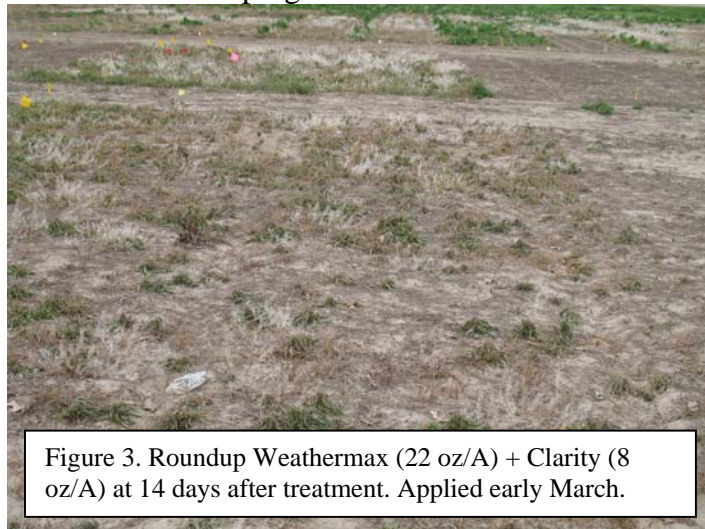 Figure 3. Roundup Weathermax (22 oz/A) + Clarity (8
oz/A) at 14 days after treatment. Applied early March.